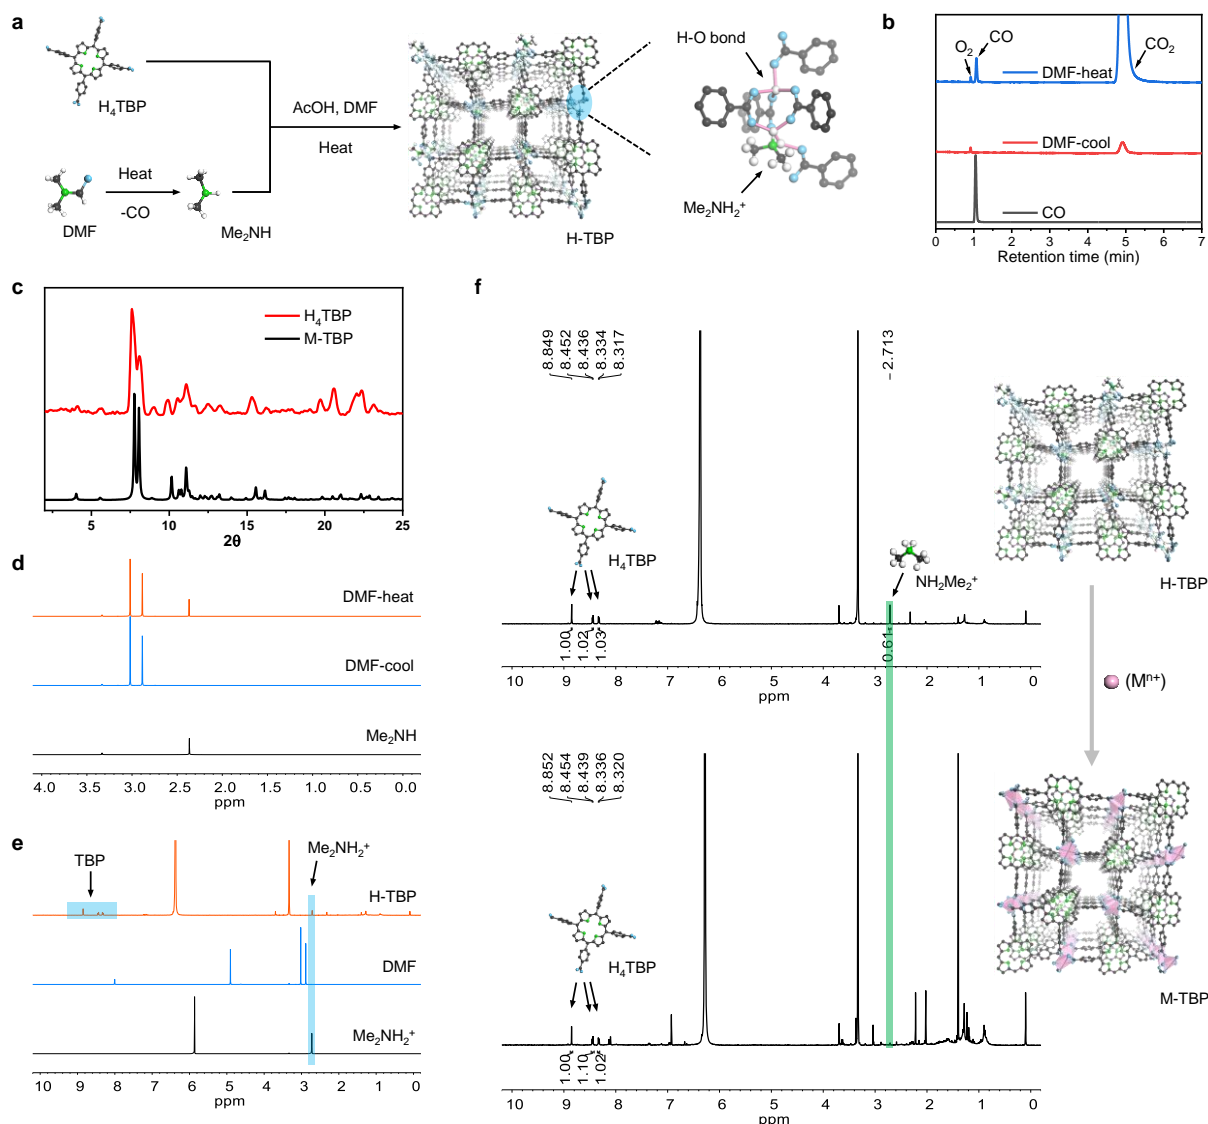 a
H₄TBP
DMF
Heat
-CO
Me₂NH
AcOH, DMF
Heat
H-TBP
H-O bond
Me₂NH₂⁺
b
O₂
CO
CO₂
DMF-heat
DMF-cool
CO
0 1 2 3 4 5 6 7
Retention time (min)
c
H₄TBP
M-TBP
5 10 15 20 25
2θ
d
DMF-heat
DMF-cool
Me₂NH
4.0 3.5 3.0 2.5 2.0 1.5 1.0 0.5 -0.0
ppm
e
TBP
Me₂NH₂⁺
H-TBP
DMF
Me₂NH₂⁺
10 9 8 7 6 5 4 3 2 1 0
ppm
f
8.849
8.452
8.436
8.334
8.317
–2.713
H₄TBP
NH₂Me₂⁺
1.00
1.02
1.03
0.61
10 9 8 7 6 5 4 3 2 1 0
ppm
8.852
8.454
8.439
8.336
8.320
H₄TBP
1.00
1.10
1.02
10 9 8 7 6 5 4 3 2 1 0
ppm
H-TBP
(Mⁿ⁺)
M-TBP